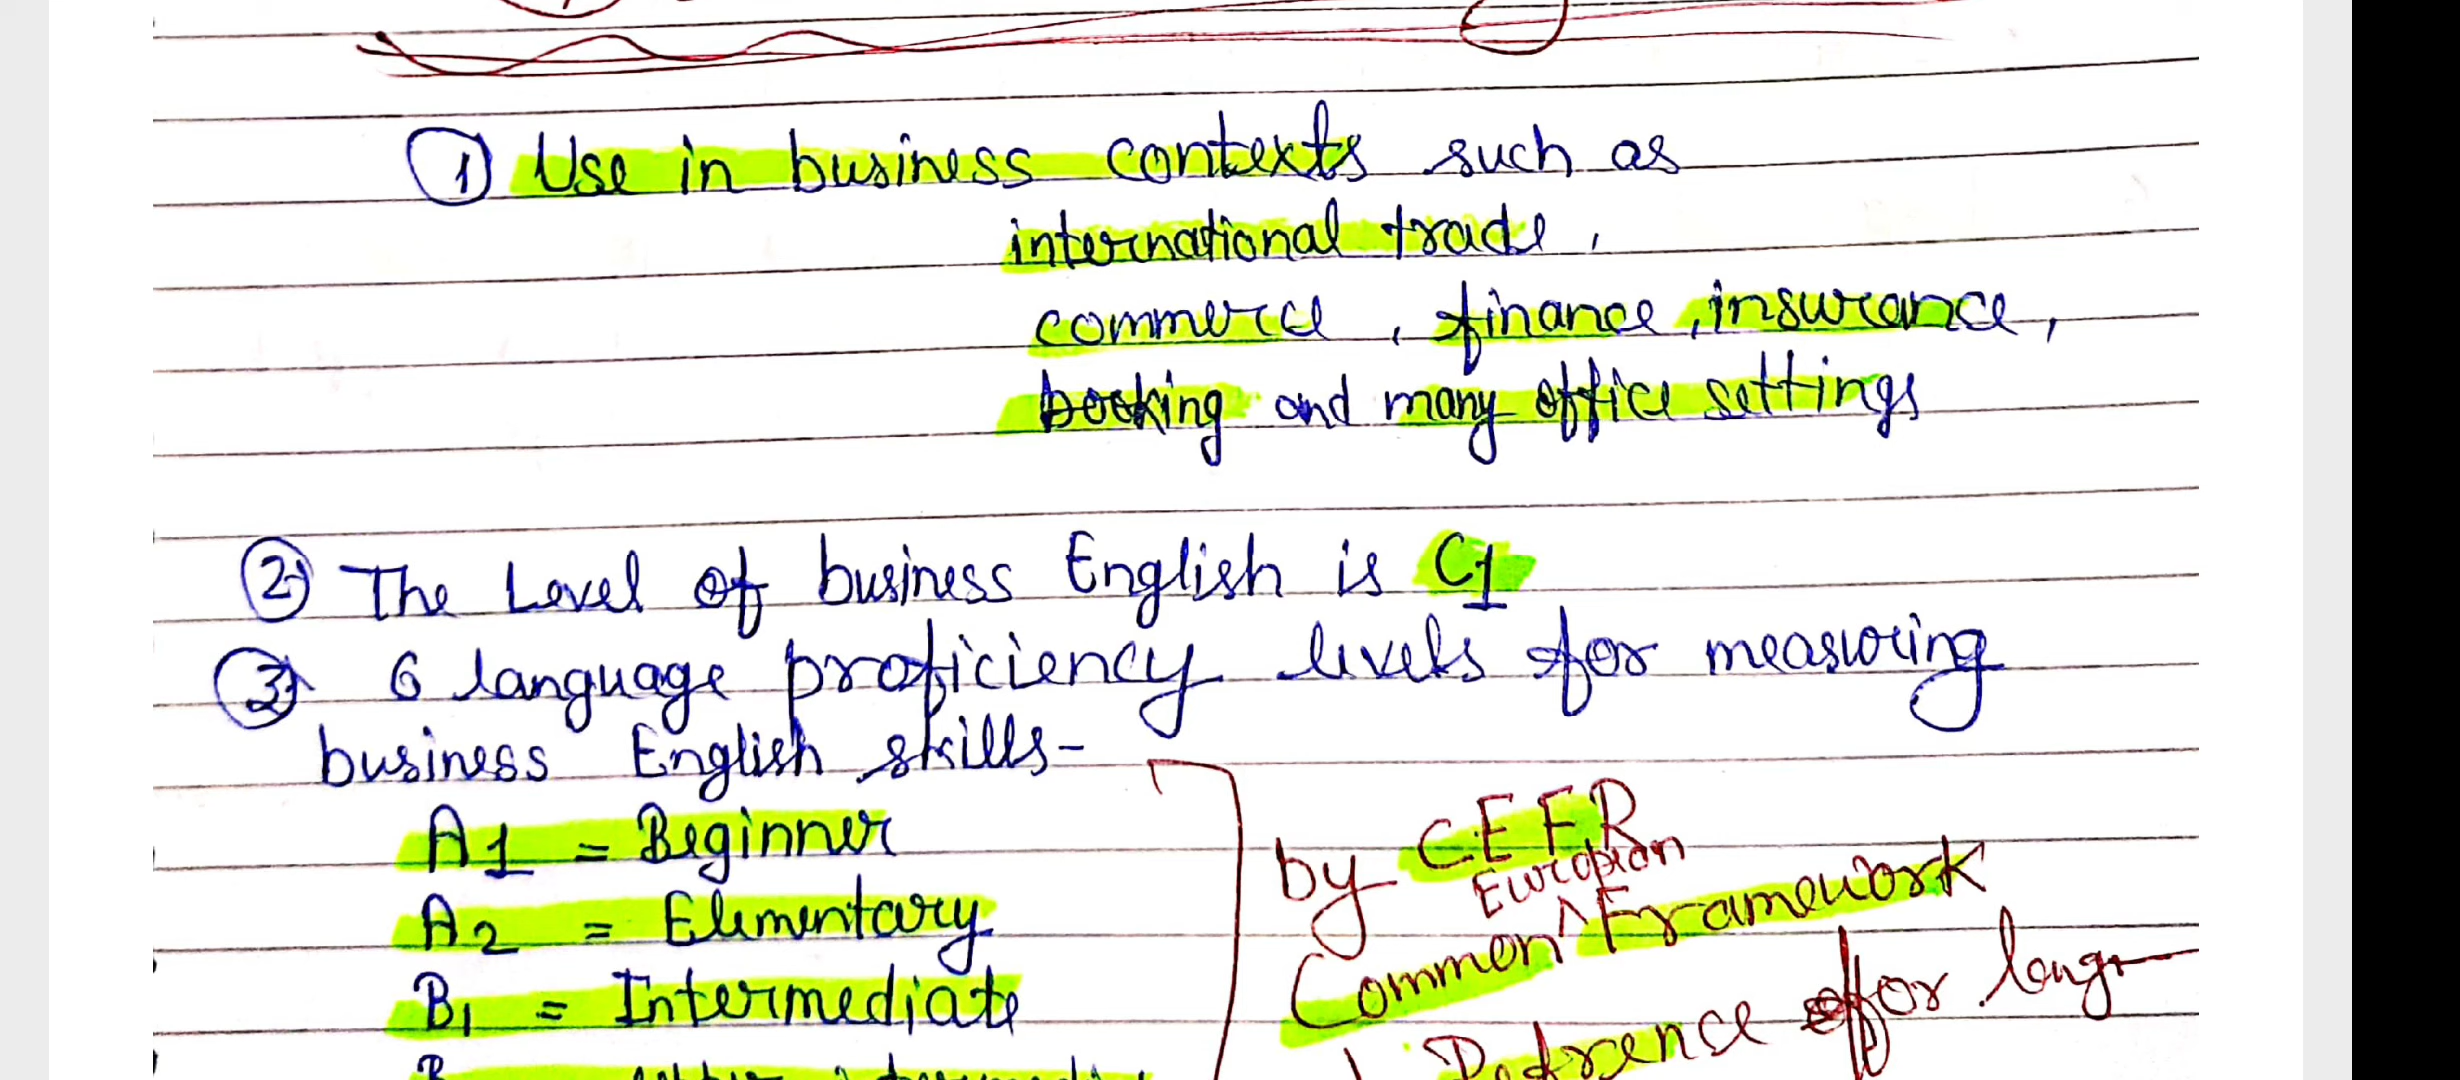 1) Use in business contexts such as
international trade,
commerce, finance, insurance,
booking and many office settings
2) The Level of business English is C1
3) 6 language proficiency levels for measuring
business English skills-
A1 = Beginner
A2 = Elementary
B1 = Intermediate
by CEFR
European
Common ^ Framework
Reference for lang